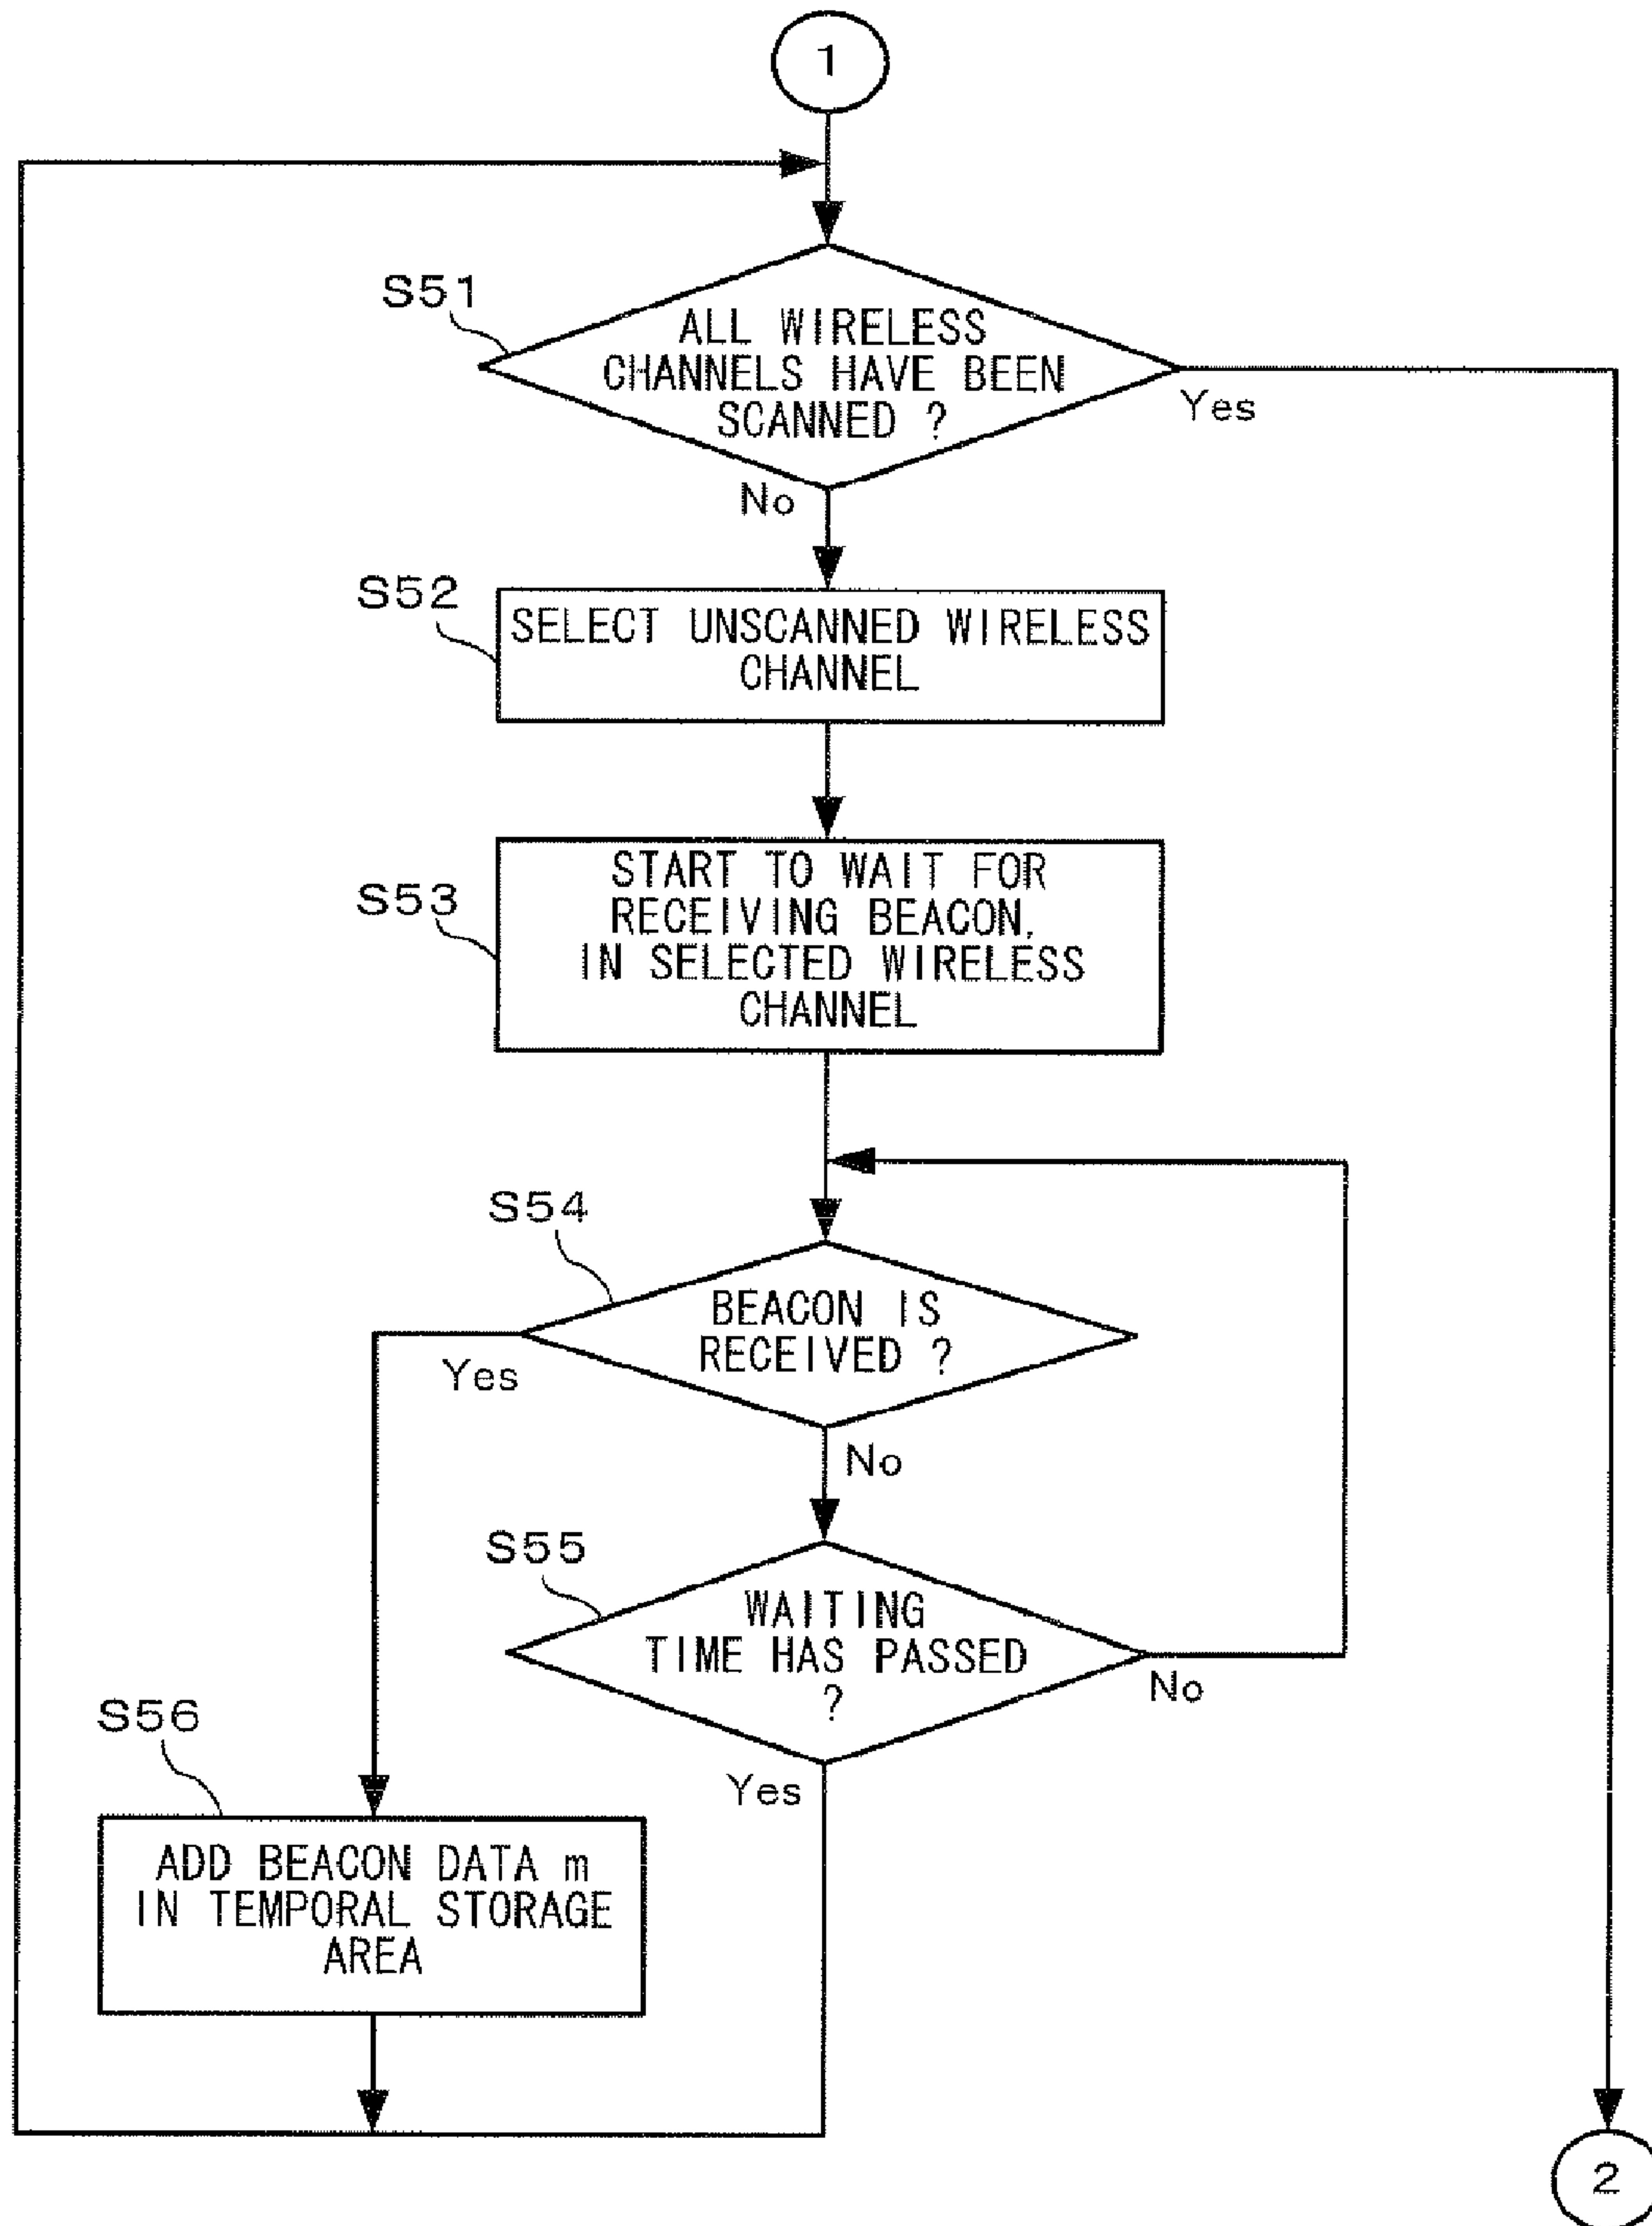 1
S51
ALL WIRELESS
CHANNELS HAVE BEEN
SCANNED ?
Yes
No
S52
SELECT UNSCANNED WIRELESS
CHANNEL
S53
START TO WAIT FOR
RECEIVING BEACON,
IN SELECTED WIRELESS
CHANNEL
S54
BEACON IS
RECEIVED ?
Yes
No
S55
WAITING
TIME HAS PASSED
?
No
Yes
S56
ADD BEACON DATA m
IN TEMPORAL STORAGE
AREA
2